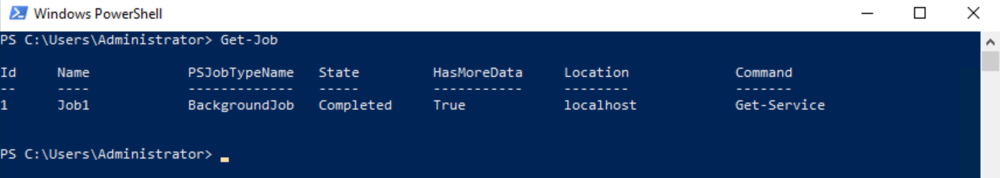 Windows PowerShell
PS C:\Users\Administrator> Get-Job
Id Name PSJobTypeName State HasMoreData Location Command
-- ---- ------------- ----- ----------- -------- -------
1 Job1 BackgroundJob Completed True localhost Get-Service
PS C:\Users\Administrator>